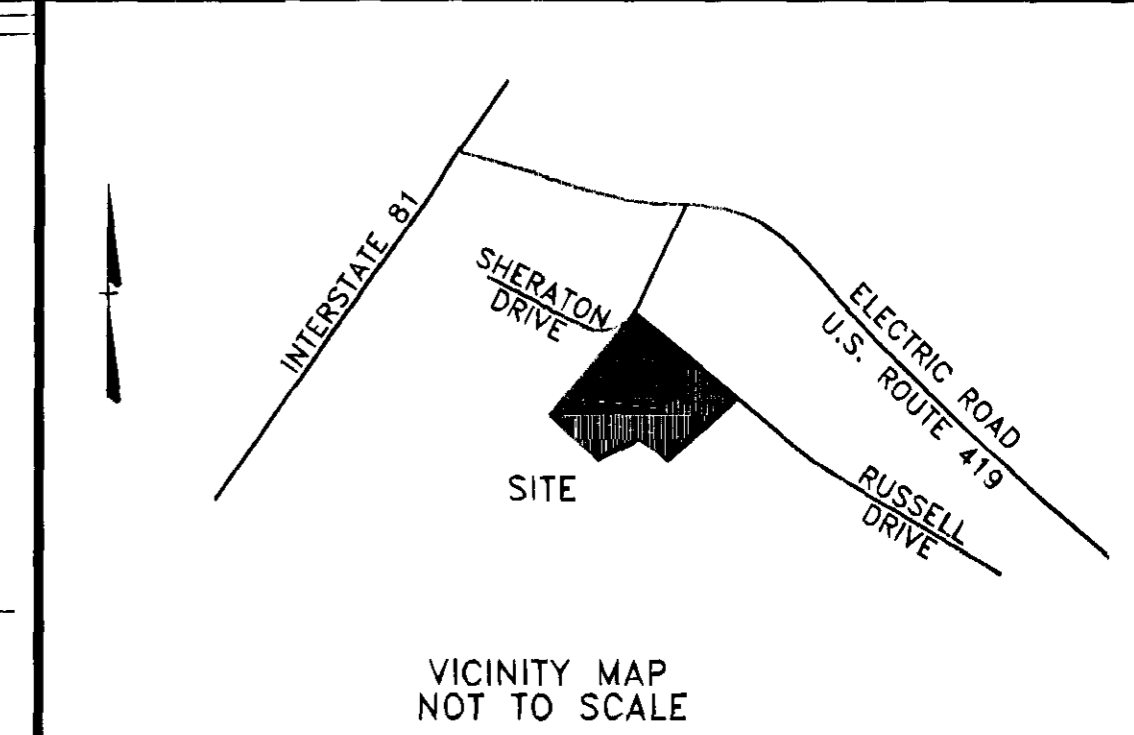 INTERSTATE 81
SHERATON
DRIVE
ELECTRIC ROAD
U.S. ROUTE 419
RUSSELL
DRIVE
SITE
VICINITY MAP
NOT TO SCALE